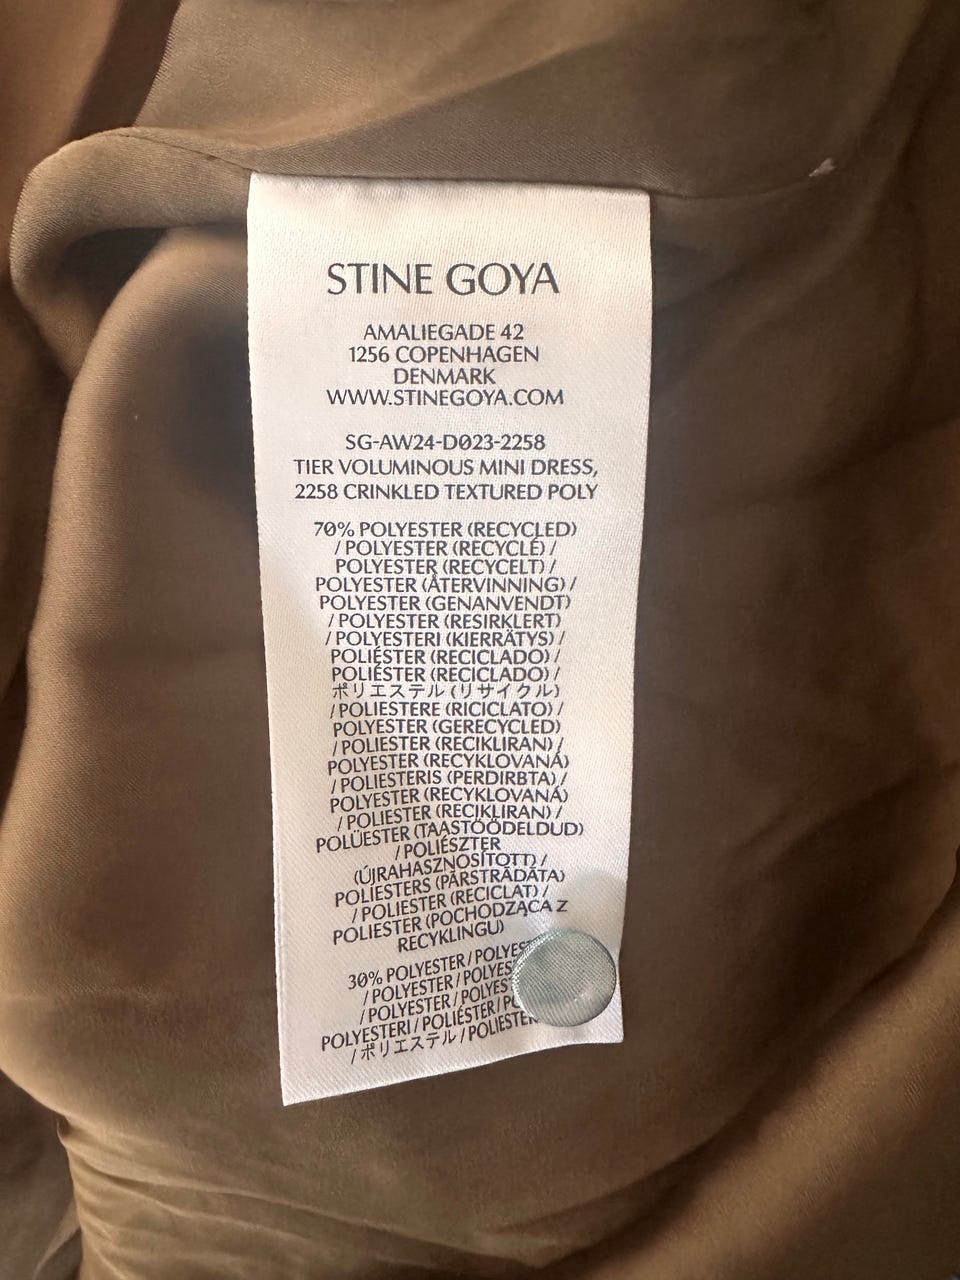 STINE GOYA
AMALIEGADE 42
1256 COPENHAGEN
DENMARK
WWW.STINEGOYA.COM
SG-AW24-D023-2258
TIER VOLUMINOUS MINI DRESS,
2258 CRINKLED TEXTURED POLY
70% POLYESTER (RECYCLED)
/ POLYESTER (RECYCLÉ) /
POLYESTER (RECYCELT) /
POLYESTER (ÅTERVINNING) /
POLYESTER (GENANVENDT)
/ POLYESTER (RESIRKLERT)
/ POLYESTERI (KIERRÄTYS) /
POLIÉSTER (RECICLADO) /
POLIÉSTER (RECICLADO) /
ポリエステル (リサイクル)
/ POLIESTERE (RICICLATO) /
POLYESTER (GERECYCLED)
/ POLIESTER (RECIKLIRAN) /
POLYESTER (RECYKLOVANÁ)
/ POLIESTERIS (PERDIRBTA) /
POLYESTER (RECYKLOVANÁ)
/ POLIESTER (RECIKLIRAN) /
POLÜESTER (TAASTÖÖDELDUD)
/ POLIÉSZTER
(ÚJRAHASZNOSÍTOTT) /
POLIESTERS (PĀRSTRĀDĀTA)
/ POLIESTER (RECICLAT) /
POLIESTER (POCHODZĄCA Z
RECYKLINGU)
30% POLYESTER /
/ POLYESTER /
/ POLYESTER /
POLYESTERI / POLIÉSTER /
/ ポリエステル / POLIESTER